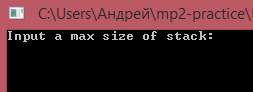 C:\Users\Андрей\mp2-practice\
Input a max size of stack: